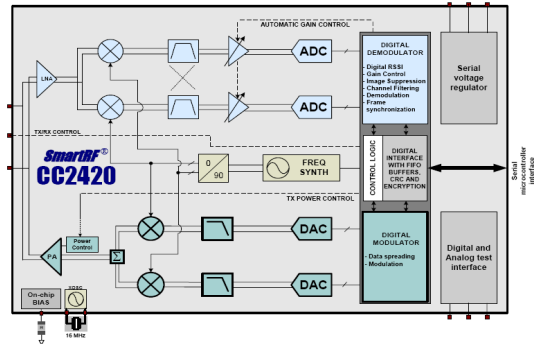 AUTOMATIC GAIN CONTROL
LNA
ADC
ADC
DIGITAL
DEMODULATOR
- Digital RSSI
- Gain Control
- Image Suppression
- Channel Filtering
- Demodulation
- Frame
synchronization
Serial
voltage
regulator
TX/RX CONTROL
SmartRF®
CC2420
0
90
FREQ
SYNTH
CONTROL LOGIC
DIGITAL
INTERFACE
WITH FIFO
BUFFERS,
CRC AND
ENCRYPTION
Serial
microcontroller
interface
TX POWER CONTROL
Power
Control
PA
Σ
DAC
DAC
DIGITAL
MODULATOR
- Data spreading
- Modulation
Digital and
Analog test
interface
On-chip
BIAS
XOSC
R
16 MHz